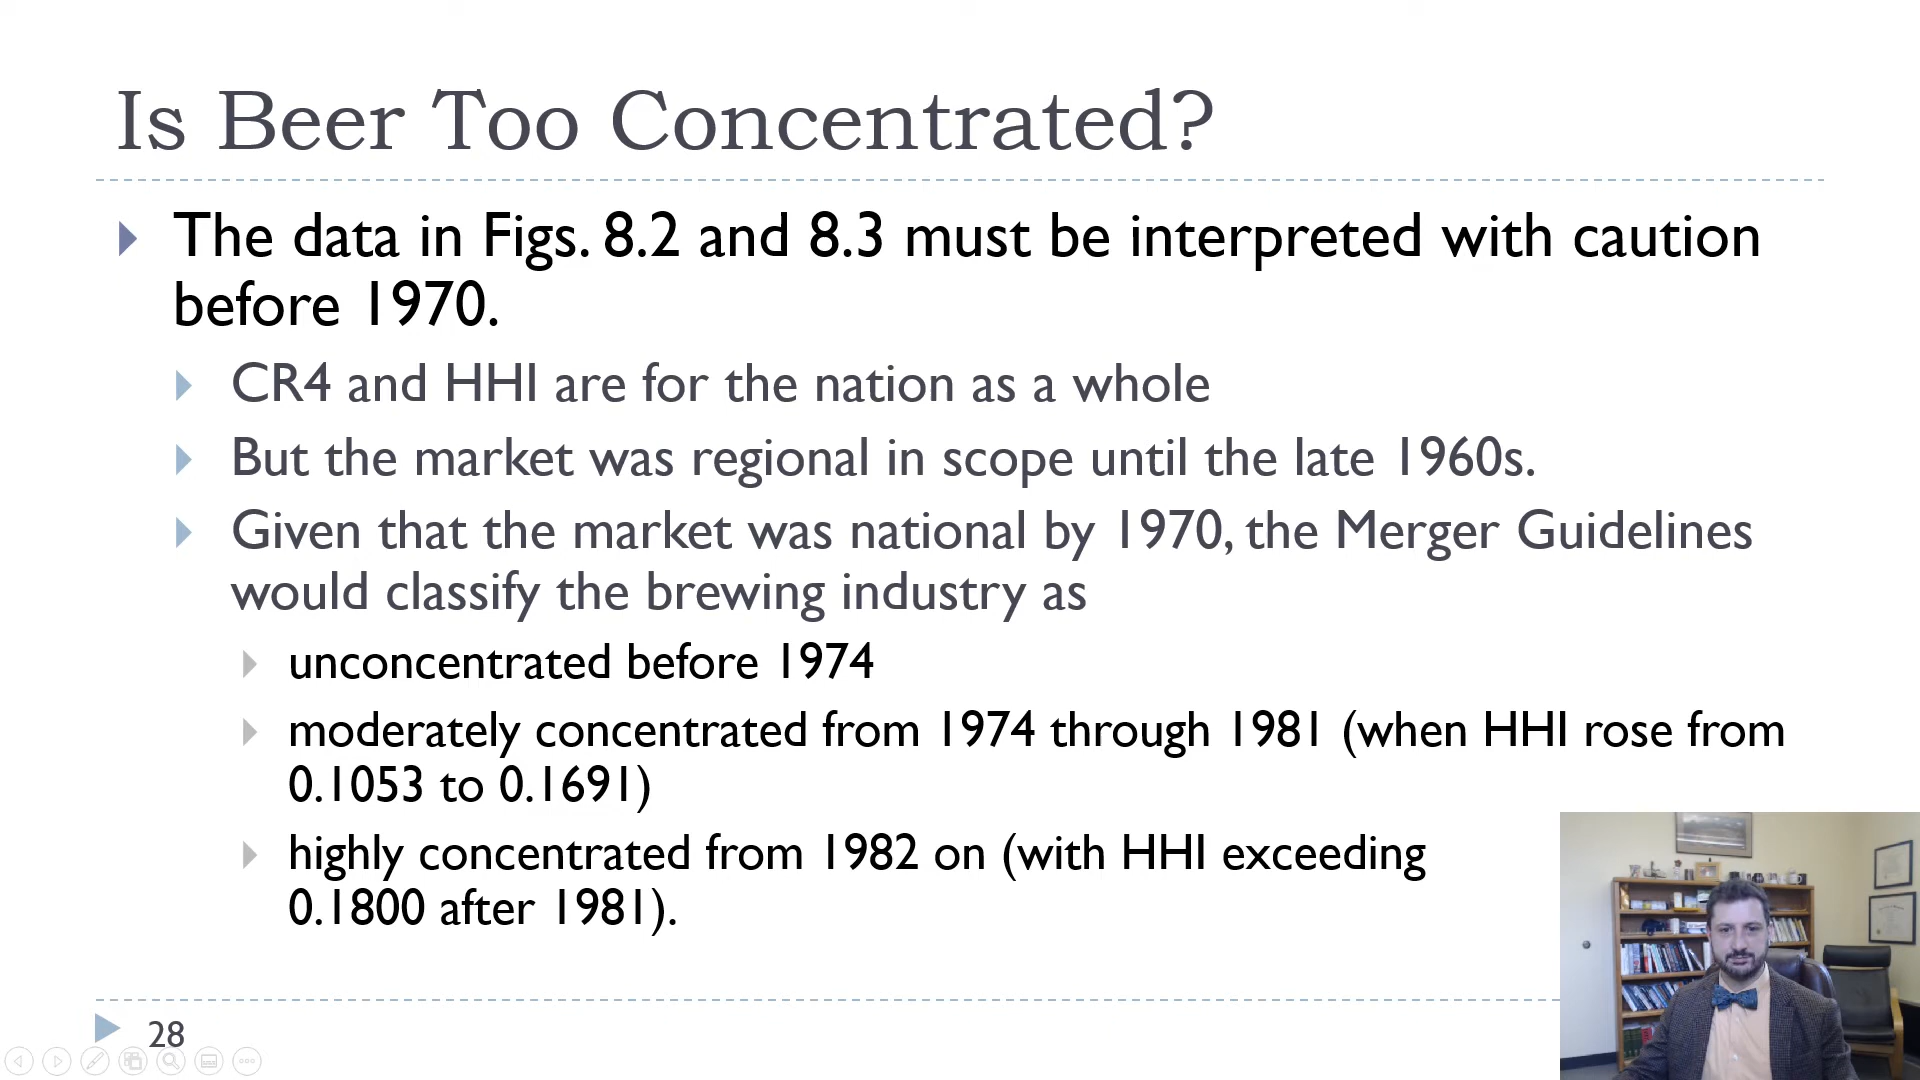 Is Beer Too Concentrated?
The data in Figs. 8.2 and 8.3 must be interpreted with caution
before 1970.
CR4 and HHI are for the nation as a whole
But the market was regional in scope until the late 1960s.
Given that the market was national by 1970, the Merger Guidelines
would classify the brewing industry as
unconcentrated before 1974
moderately concentrated from 1974 through 1981 (when HHI rose from
0.1053 to 0.1691)
highly concentrated from 1982 on (with HHI exceeding
0.1800 after 1981).
28